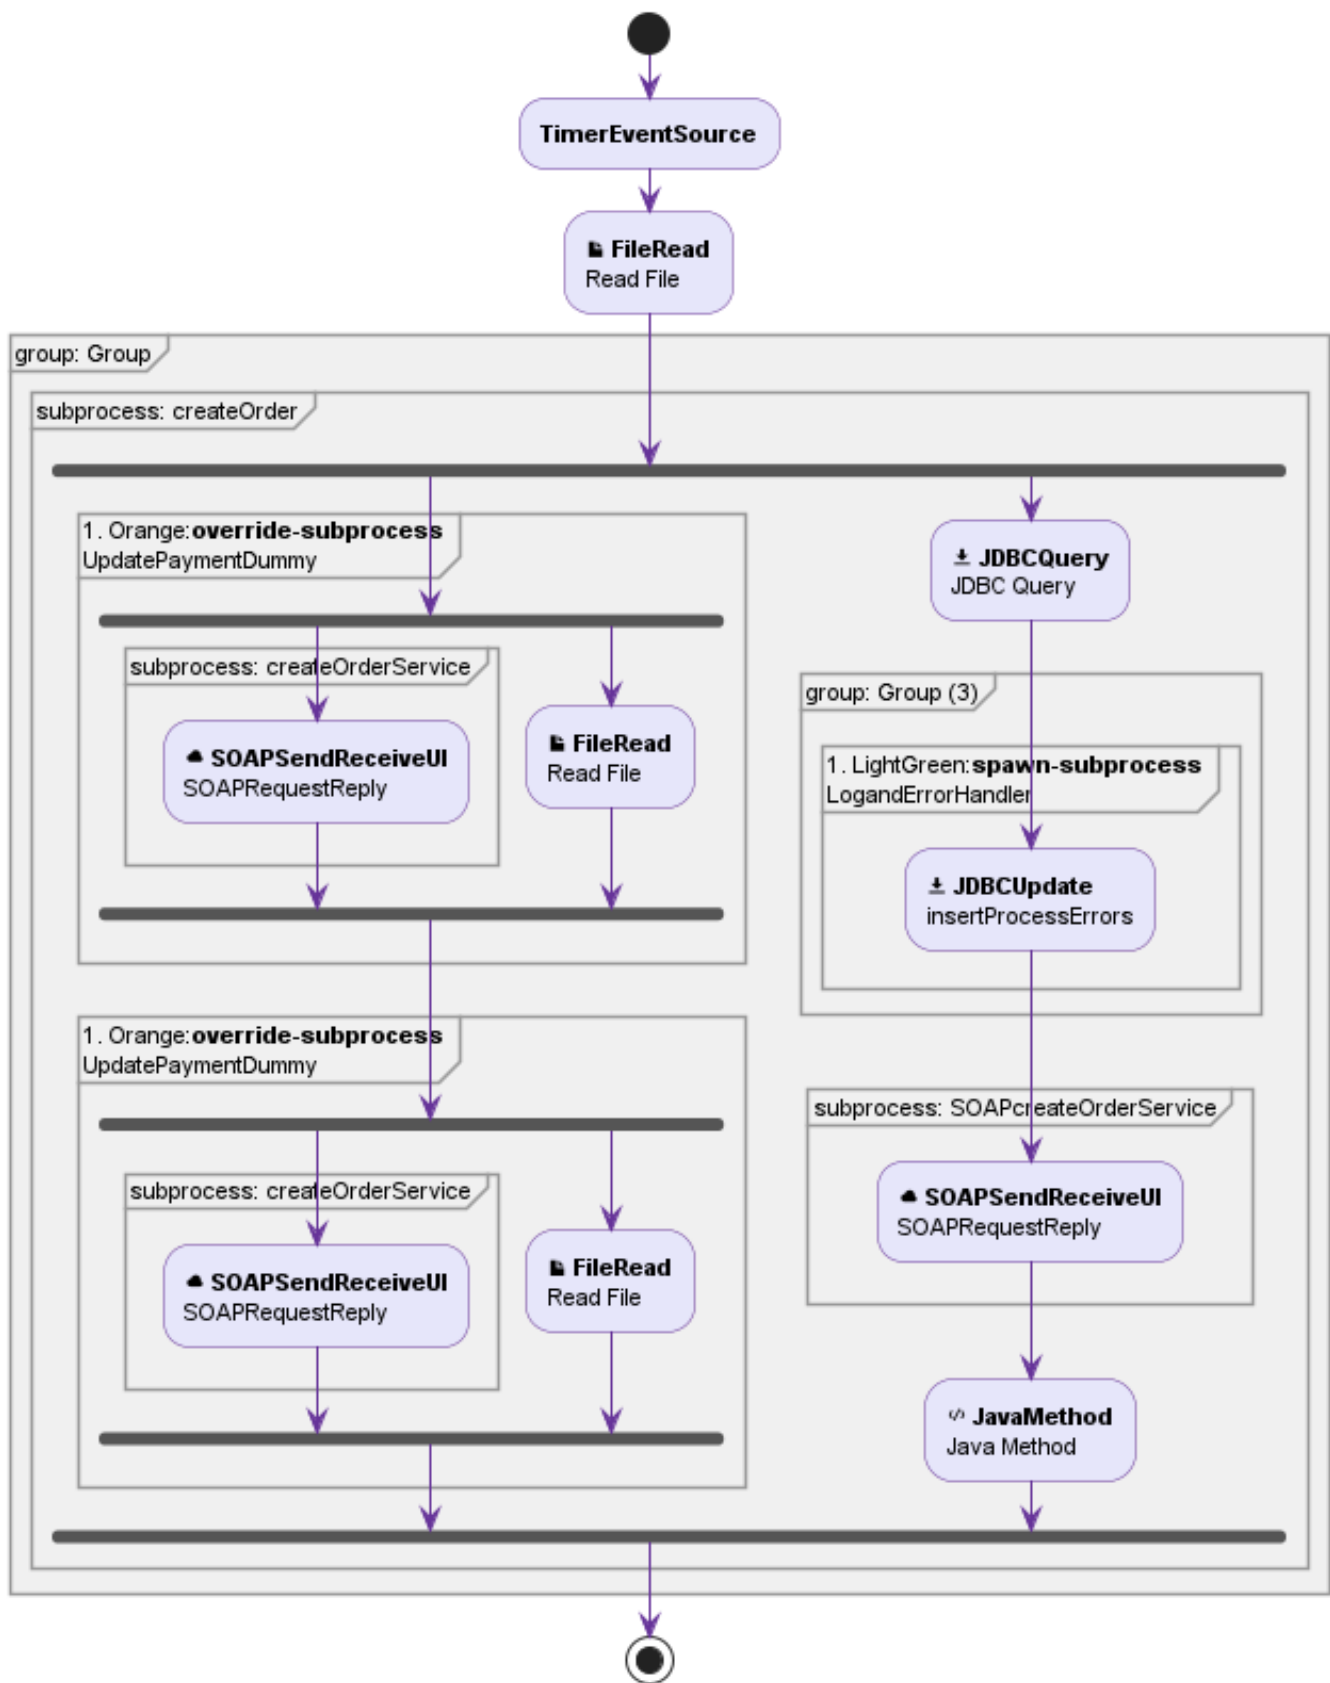 TimerEventSource
FileRead
Read File
group: Group
subprocess: createOrder
1. Orange:override-subprocess
UpdatePaymentDummy
subprocess: createOrderService
SOAPSendReceiveUI
SOAPRequestReply
FileRead
Read File
1. Orange:override-subprocess
UpdatePaymentDummy
subprocess: createOrderService
SOAPSendReceiveUI
SOAPRequestReply
FileRead
Read File
JDBCQuery
JDBC Query
group: Group (3)
1. LightGreen:spawn-subprocess
LogandErrorHandler
JDBCUpdate
insertProcessErrors
subprocess: SOAPcreateOrderService
SOAPSendReceiveUI
SOAPRequestReply
JavaMethod
Java Method